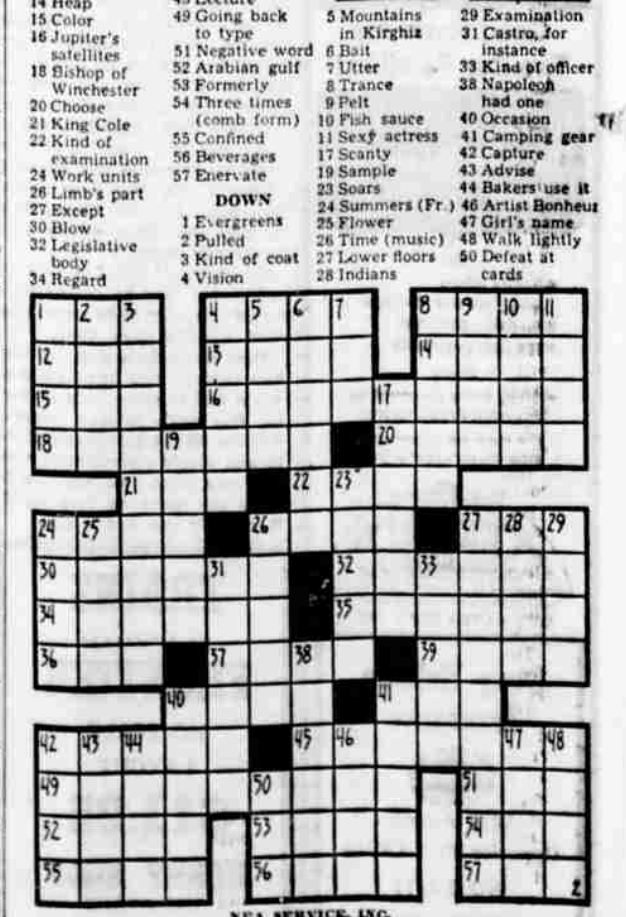 14 Heap
15 Color
16 Jupiter's
satellites
18 Bishop of
Winchester
20 Choose
21 King Cole
22 Kind of
examination
24 Work units
26 Limb's part
27 Except
30 Blow
32 Legislative
body
34 Regard
45 Lecture
49 Going back
to type
51 Negative word
52 Arabian gulf
53 Formerly
54 Three times
(comb form)
55 Confined
56 Beverages
57 Enervate
DOWN
1 Evergreens
2 Pulled
3 Kind of coat
4 Vision
5 Mountains
in Kirghiz
6 Bait
7 Utter
8 Trance
9 Pelt
10 Fish sauce
11 Sexy actress
17 Scanty
19 Sample
23 Soars
24 Summers (Fr.)
25 Flower
26 Time (music)
27 Lower floors
28 Indians
29 Examination
31 Castro, for
instance
33 Kind of officer
38 Napoleon
had one
40 Occasion
41 Camping gear
42 Capture
43 Advise
44 Bakers use it
46 Artist Bonheur
47 Girl's name
48 Walk lightly
50 Defeat at
cards
1 2 3 4 5 6 7 8 9 10 11
12 13 14
15 16 17
18 19 20
21 22 23
24 25 26 27 28 29
30 31 32 33
34 35
36 37 38 39
40 41
42 43 44 45 46 47 48
49 50 51
52 53 54
55 56 57
2
NEA SERVICE, INC.